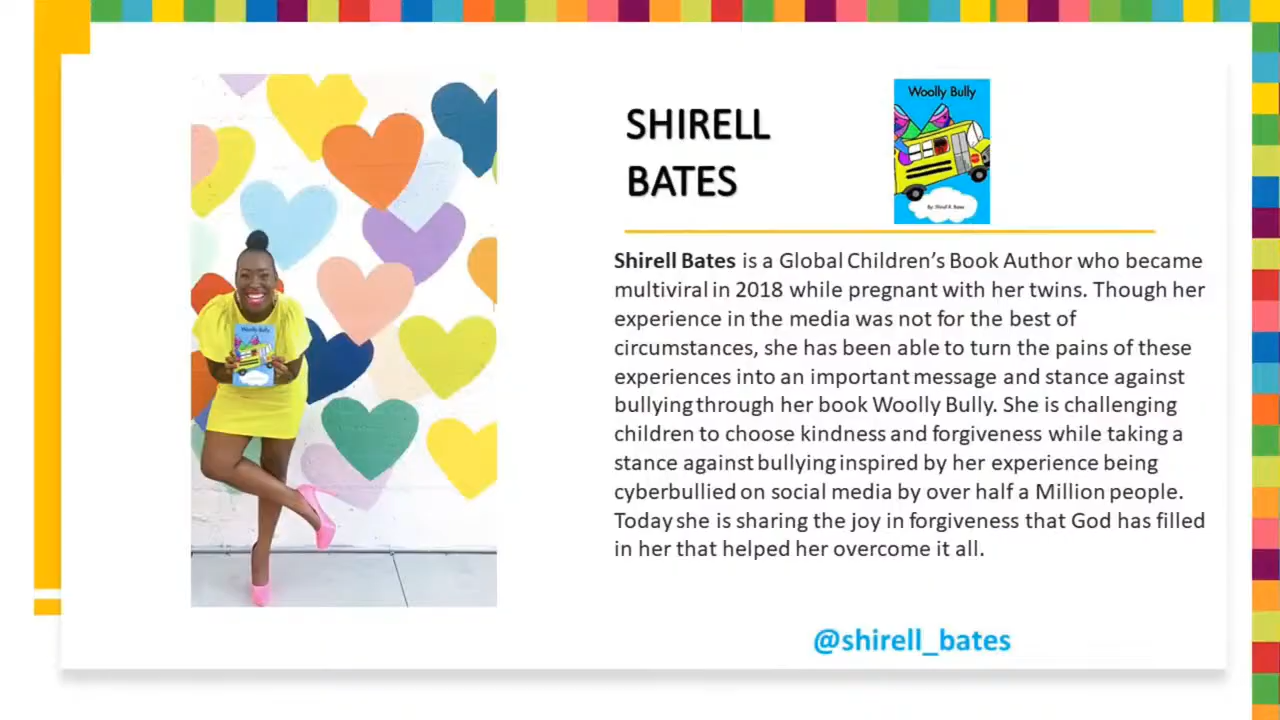 SHIRELL
BATES
Woolly Bully
By: Shirell R. Bates
Shirell Bates is a Global Children’s Book Author who became
multiviral in 2018 while pregnant with her twins. Though her
experience in the media was not for the best of
circumstances, she has been able to turn the pains of these
experiences into an important message and stance against
bullying through her book Woolly Bully. She is challenging
children to choose kindness and forgiveness while taking a
stance against bullying inspired by her experience being
cyberbullied on social media by over half a Million people.
Today she is sharing the joy in forgiveness that God has filled
in her that helped her overcome it all.
@shirell_bates
Woolly Bully